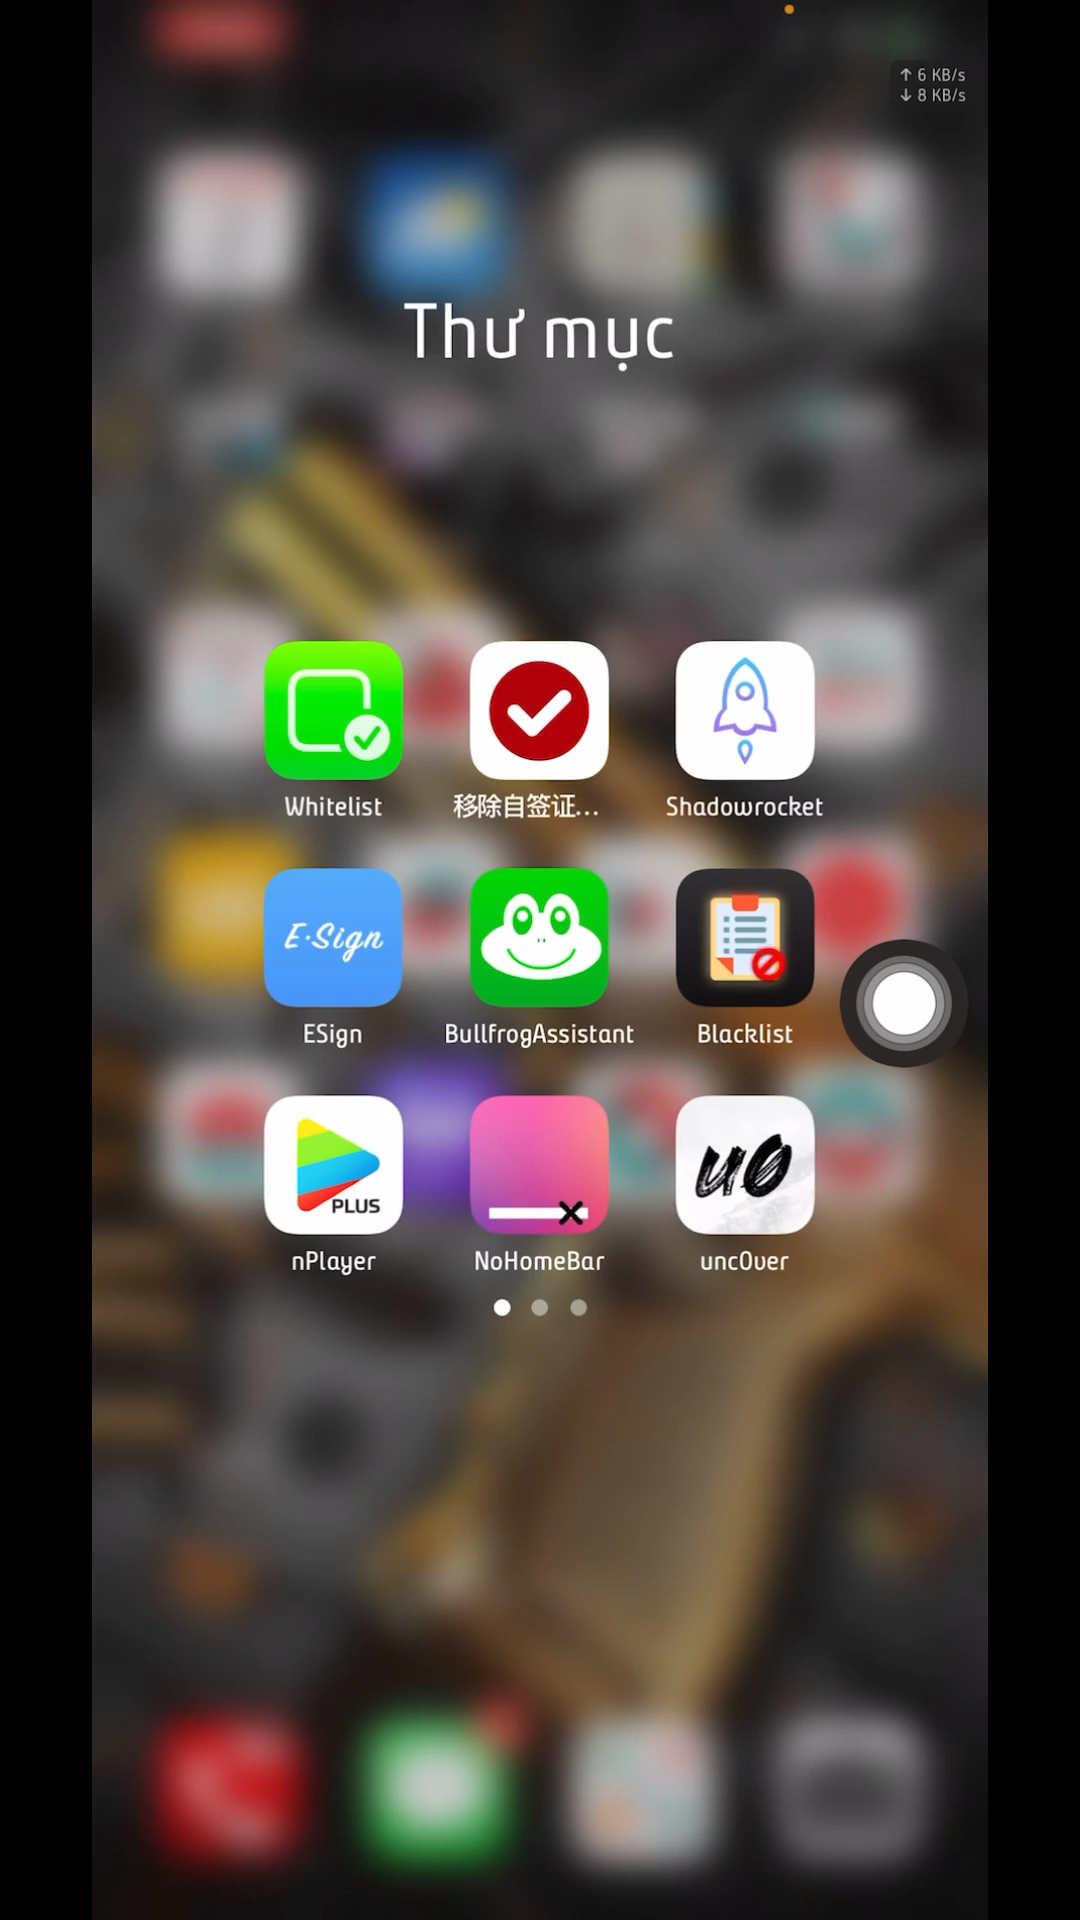 ↑ 6 KB/s
↓ 8 KB/s
Thư mục
Whitelist
移除自签证...
Shadowrocket
E·Sign
ESign
BullfrogAssistant
Blacklist
PLUS
nPlayer
NoHomeBar
u0
unc0ver